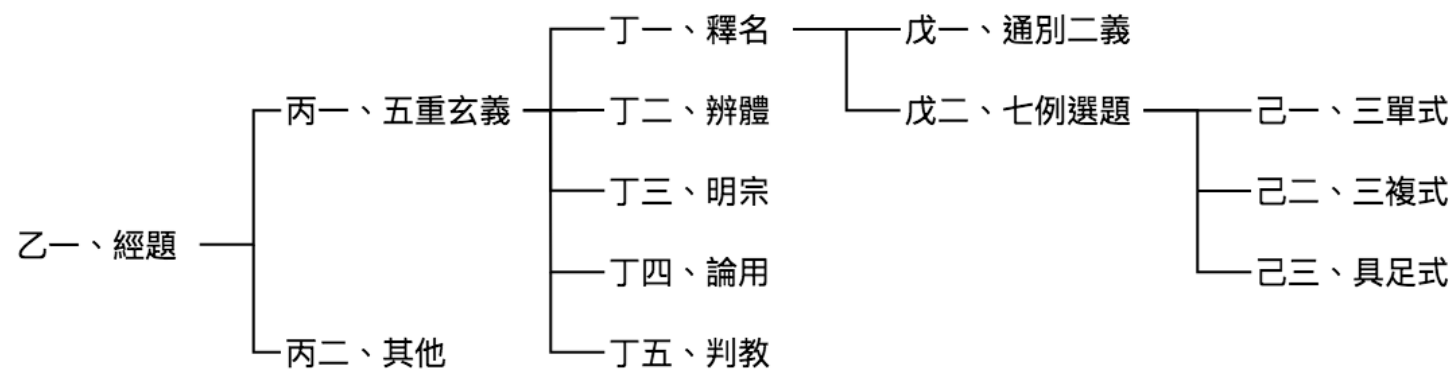 乙一、經題
丙一、五重玄義
丁一、釋名
戊一、通別二義
戊二、七例選題
己一、三單式
己二、三複式
己三、具足式
丁二、辨體
丁三、明宗
丁四、論用
丁五、判教
丙二、其他